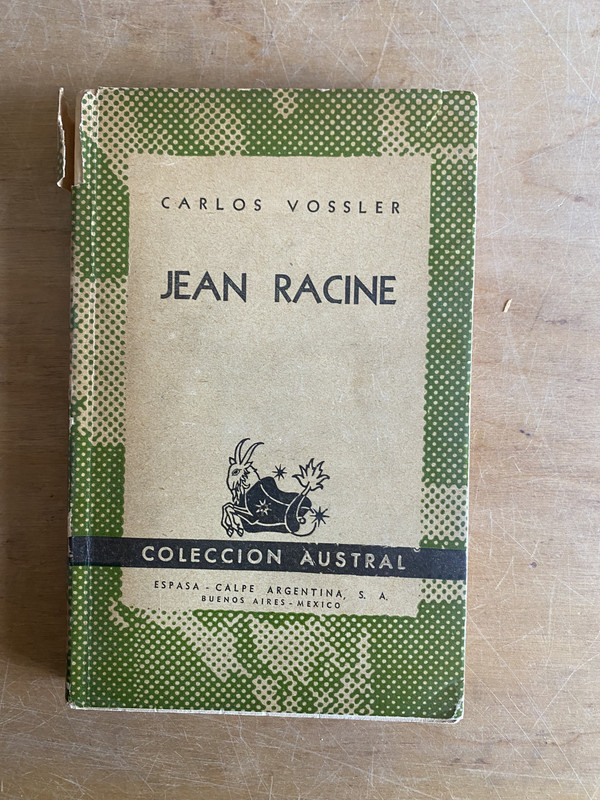 CARLOS VOSSLER
JEAN RACINE
COLECCION AUSTRAL
ESPASA - CALPE ARGENTINA, S. A.
BUENOS AIRES - MEXICO